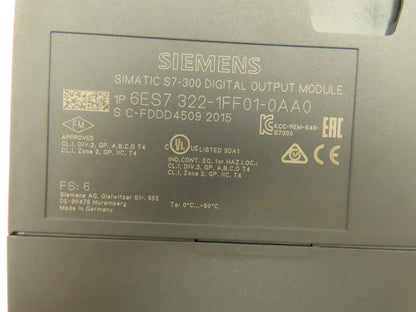 SIEMENS
SIMATIC S7-300 DIGITAL OUTPUT MODULE
1P 6ES7 322-1FF01-0AA0
S C-FDDD4509 2015
KCC-REM-S49-
S7300
FM
APPROVED
CL.I, DIV.2, GP. A,B,C,D T4
CL.I, Zone 2, GP. IIC, T4
C UL US LISTED 3DA1
IND.CONT. EQ. for HAZ.LOC.:
CL.I, DIV.2, GP. A,B,C,D T4
CL.I, Zone 2, GP. IIC, T4
FS: 6
Siemens AG, Gleiwitzer Str. 555
DE-90475 Nuremberg
Made in Germany
Ta: 0°C...+60°C